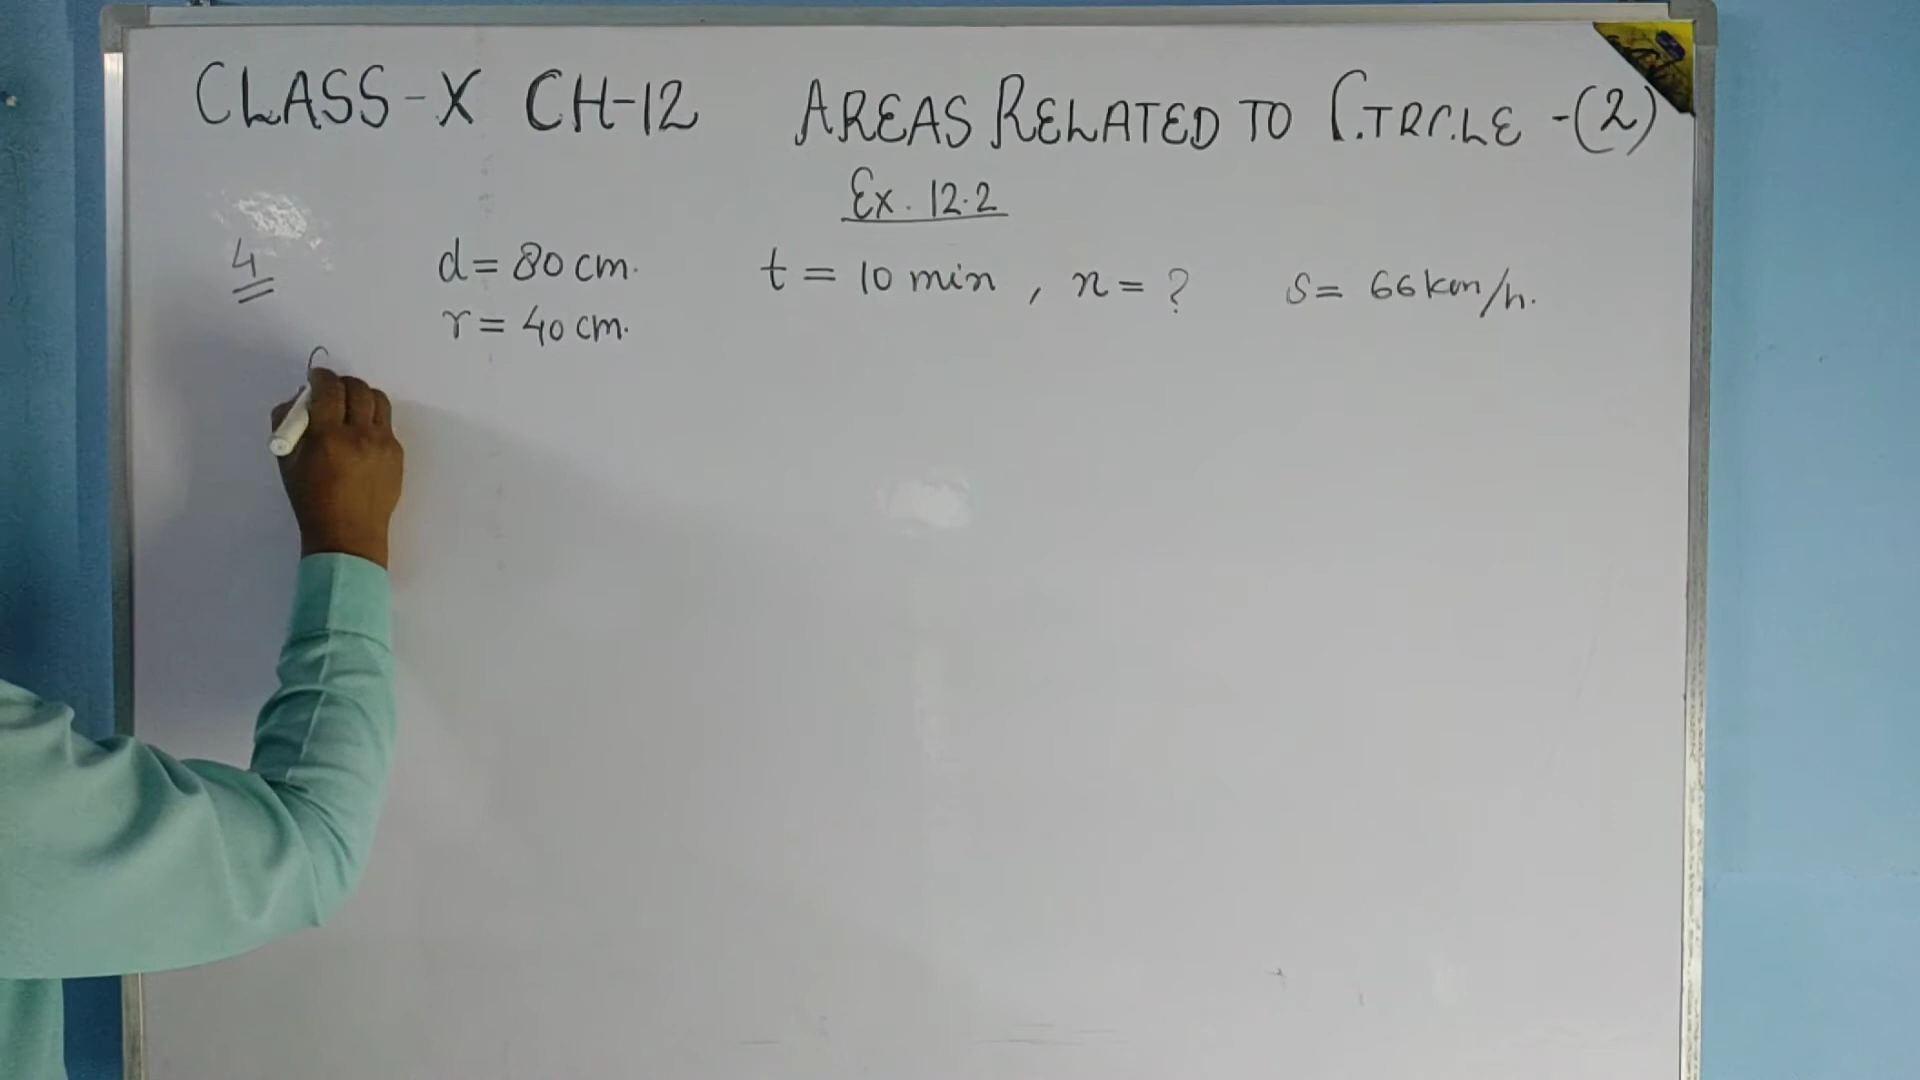 CLASS-X CH-12 AREAS RELATED TO CIRCLE -(2)
Ex. 12.2
4
d = 80 cm. t = 10 min, n = ? S = 66 km/h.
r = 40 cm.